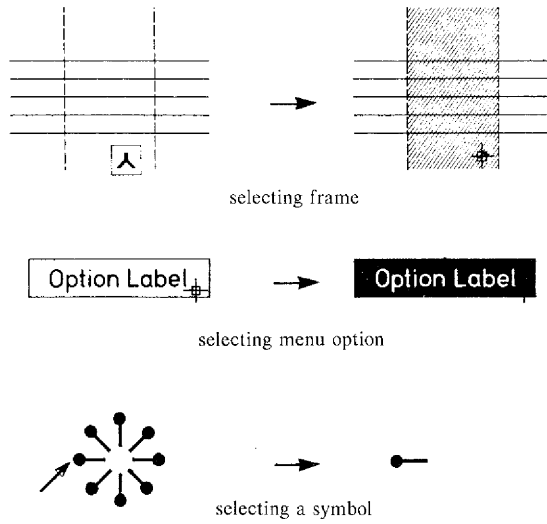 selecting frame
Option Label
Option Label
selecting menu option
selecting a symbol